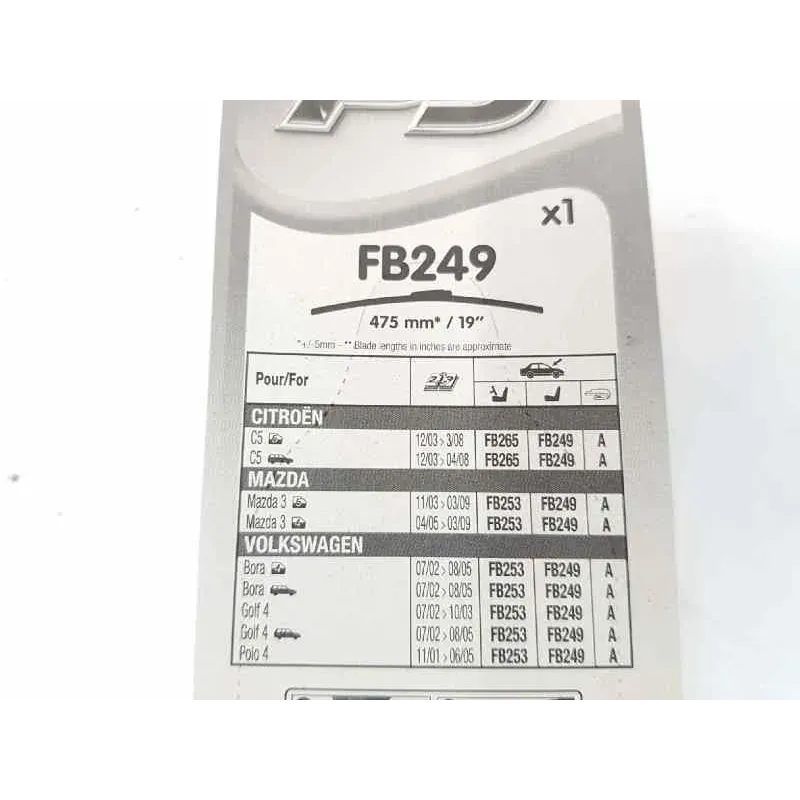 x1
FB249
475 mm* / 19"
*+/-5mm - ** Blade lengths in inches are approximate
Pour/For
CITROËN
C5 12/03 > 3/08 FB265 FB249 A
C5 12/03 > 04/08 FB265 FB249 A
MAZDA
Mazda 3 11/03 > 03/09 FB253 FB249 A
Mazda 3 04/05 > 03/09 FB253 FB249 A
VOLKSWAGEN
Bora 07/02 > 08/05 FB253 FB249 A
Bora 07/02 > 08/05 FB253 FB249 A
Golf 4 07/02 > 10/03 FB253 FB249 A
Golf 4 07/02 > 08/05 FB253 FB249 A
Polo 4 11/01 > 06/05 FB253 FB249 A